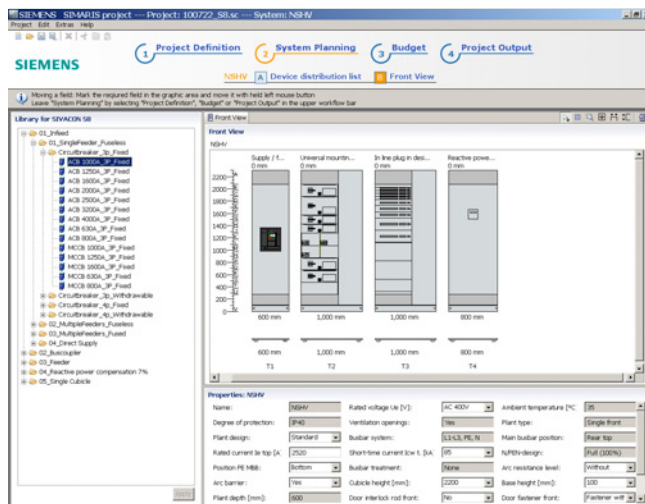 SIEMENS SIMARIS project --- Project: 100722_S8.sc --- System: NSHV
Project Edit Extras Help
SIEMENS
1 Project Definition 2 System Planning 3 Budget 4 Project Output
NSHV A Device distribution list B Front View
Moving a field: Mark the required field in the graphic area and move it with held left mouse button
Leave "System Planning" by selecting "Project Definition", "Budget" or "Project Output" in the upper workflow bar
Library for SIVACON S8
01_Infeed
01_SingleFeeder_Fuseless
Circuitbreaker_3p_Fixed
ACB 1000A_3P_Fixed
ACB 1250A_3P_Fixed
ACB 1600A_3P_Fixed
ACB 2000A_3P_Fixed
ACB 2500A_3P_Fixed
ACB 3200A_3P_Fixed
ACB 4000A_3P_Fixed
ACB 630A_3P_Fixed
ACB 800A_3P_Fixed
MCCB 1000A_3P_Fixed
MCCB 1250A_3P_Fixed
MCCB 1600A_3P_Fixed
MCCB 630A_3P_Fixed
MCCB 800A_3P_Fixed
Circuitbreaker_3p_Withdrawable
Circuitbreaker_4p_Fixed
Circuitbreaker_4p_Withdrawable
02_MultipleFeeders_Fuseless
03_MultipleFeeders_Fused
04_Direct Supply
02_Buscoupler
03_Feeder
04_Reactive power compensation 7%
05_Single Cubicle
Apply
Front View
Front View
NSHV
Supply / f... Universal mountin... In line plug in desi... Reactive powe...
0 mm 0 mm 0 mm 0 mm
2200
2000
1800
1600
1400
1200
1000
800
600
400
200
0
600 mm 1,000 mm 1,000 mm 800 mm
600 mm 1,000 mm 1,000 mm 800 mm
T1 T2 T3 T4
Properties: NSHV
Name: NSHV Rated voltage Ue [V]: AC 400V Ambient temperature [°C 35
Degree of protection: IP40 Ventilation openings: Yes Plant type: Single front
Plant design: Standard Busbar system: L1-L3, PE, N Main busbar position: Rear top
Rated current Ie top [A 2520 Short-time current Icw t. [kA 85 N/PEN-design: Full (100%)
Position PE MBB: Bottom Busbar treatment: None Arc resistance level: Without
Arc barrier: Yes Cubicle height [mm]: 2200 Base height [mm]: 100
Plant depth [mm]: 600 Door interlock rod front: No Door fastener front: Fastener with